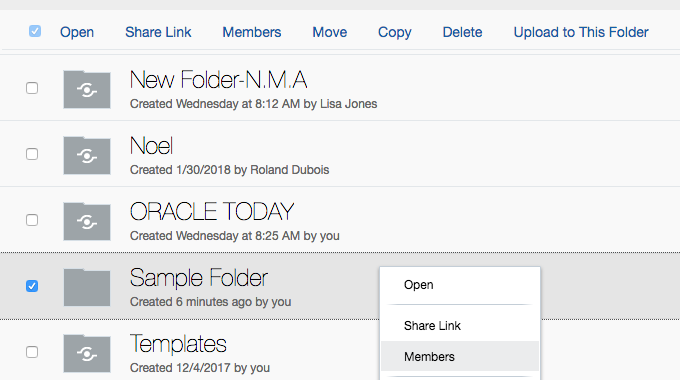 Open Share Link Members Move Copy Delete Upload to This Folder
New Folder-N.M.A
Created Wednesday at 8:12 AM by Lisa Jones
Noel
Created 1/30/2018 by Roland Dubois
ORACLE TODAY
Created Wednesday at 8:25 AM by you
Sample Folder
Created 6 minutes ago by you
Open
Share Link
Members
Templates
Created 12/4/2017 by you